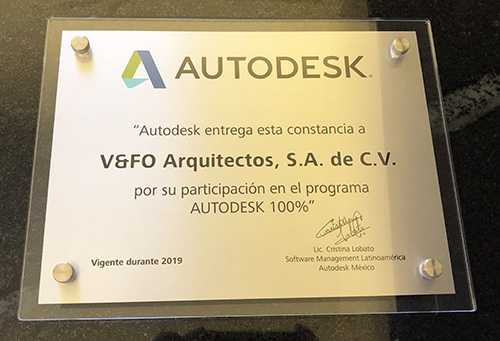 AUTODESK.
"Autodesk entrega esta constancia a
V&FO Arquitectos, S.A. de C.V.
por su participación en el programa
AUTODESK 100%"
Lic. Cristina Lobato
Software Management Latinoamérica
Autodesk México
Vigente durante 2019